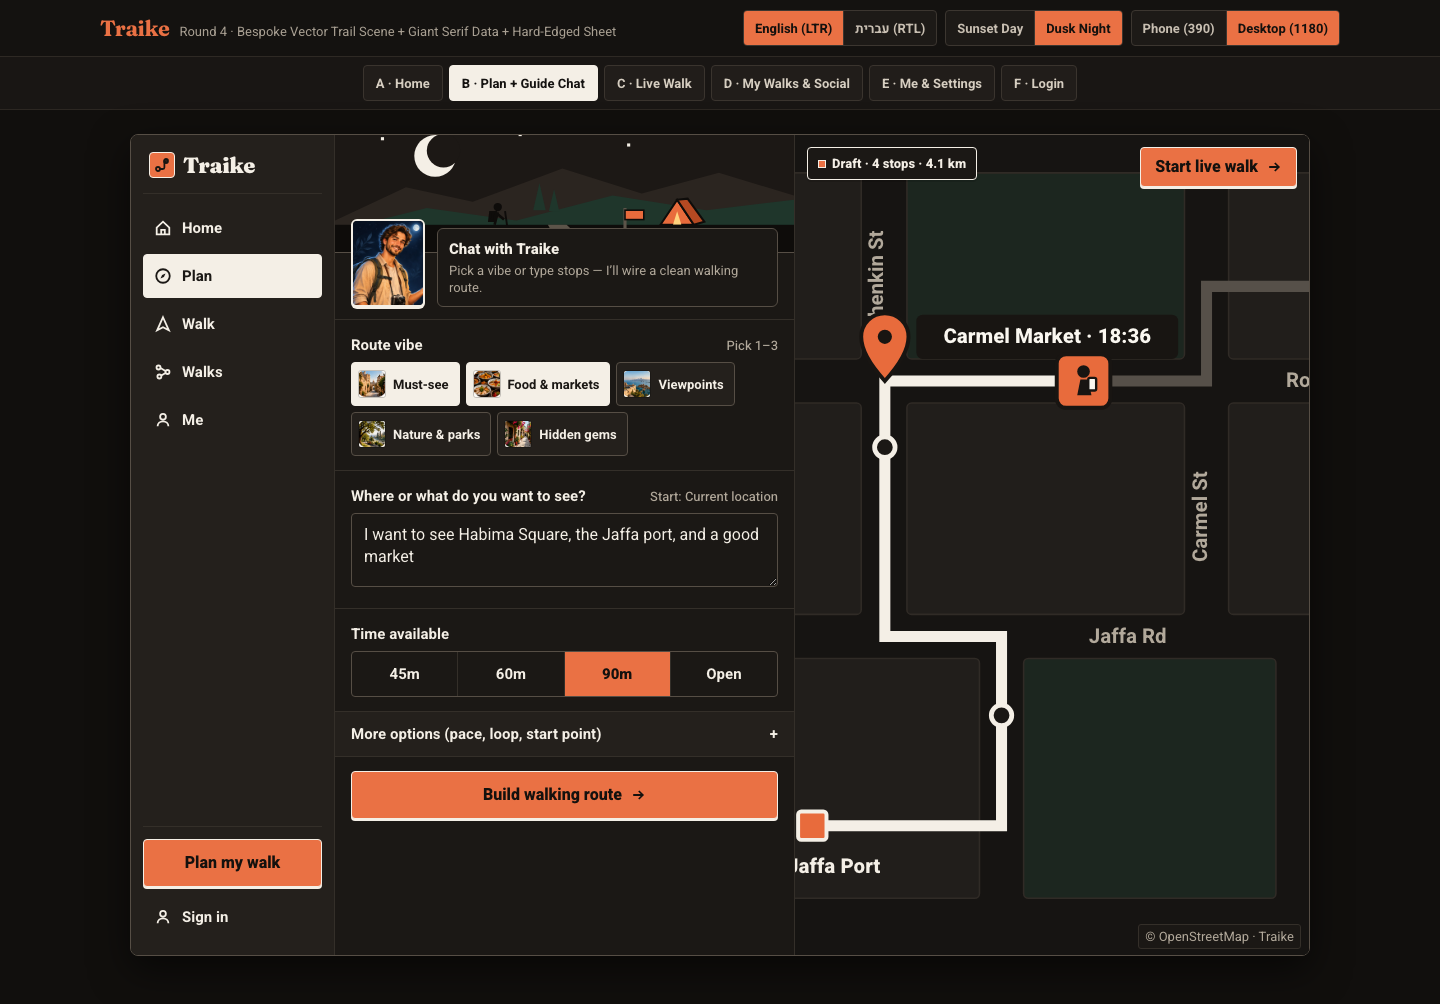 Traike Round 4 · Bespoke Vector Trail Scene + Giant Serif Data + Hard-Edged Sheet
English (LTR) עברית (RTL) Sunset Day Dusk Night Phone (390) Desktop (1180)
A · Home B · Plan + Guide Chat C · Live Walk D · My Walks & Social E · Me & Settings F · Login
Traike
Home
Plan
Walk
Walks
Me
Plan my walk
Sign in
Chat with Traike
Pick a vibe or type stops — I'll wire a clean walking
route.
Route vibe Pick 1–3
Must-see Food & markets Viewpoints
Nature & parks Hidden gems
Where or what do you want to see? Start: Current location
I want to see Habima Square, the Jaffa port, and a good
market
Time available
45m 60m 90m Open
More options (pace, loop, start point) +
Build walking route →
Draft · 4 stops · 4.1 km
Start live walk →
henkin St
Carmel Market · 18:36
Ro
Carmel St
Jaffa Rd
Jaffa Port
© OpenStreetMap · Traike